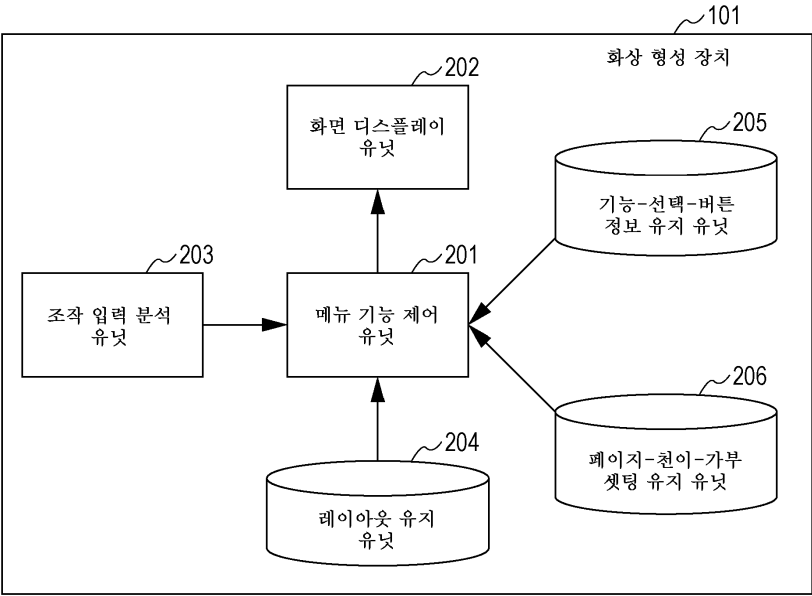 101
화상 형성 장치
202
화면 디스플레이
유닛
205
기능-선택-버튼
정보 유지 유닛
203
조작 입력 분석
유닛
201
메뉴 기능 제어
유닛
206
페이지-천이-가부
셋팅 유지 유닛
204
레이아웃 유지
유닛